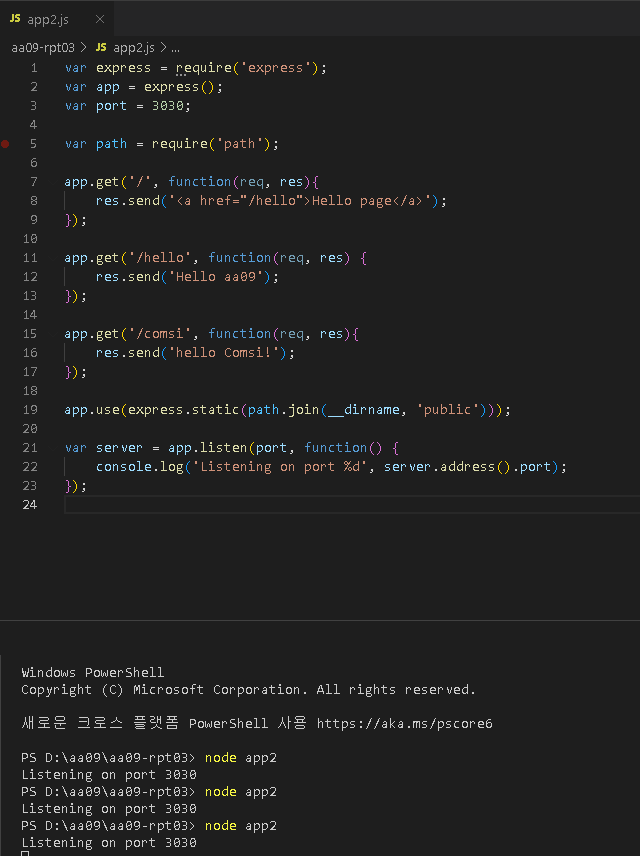 JS app2.js ×
aa09-rpt03 > JS app2.js > ...
1 var express = require('express');
2 var app = express();
3 var port = 3030;
4
5 var path = require('path');
6
7 app.get('/', function(req, res){
8     res.send('<a href="/hello">Hello page</a>');
9 });
10
11 app.get('/hello', function(req, res) {
12     res.send('Hello aa09');
13 });
14
15 app.get('/comsi', function(req, res){
16     res.send('hello Comsi!');
17 });
18
19 app.use(express.static(path.join(__dirname, 'public')));
20
21 var server = app.listen(port, function() {
22     console.log('Listening on port %d', server.address().port);
23 });
24
Windows PowerShell
Copyright (C) Microsoft Corporation. All rights reserved.
새로운 크로스 플랫폼 PowerShell 사용 https://aka.ms/pscore6
PS D:\aa09\aa09-rpt03> node app2
Listening on port 3030
PS D:\aa09\aa09-rpt03> node app2
Listening on port 3030
PS D:\aa09\aa09-rpt03> node app2
Listening on port 3030